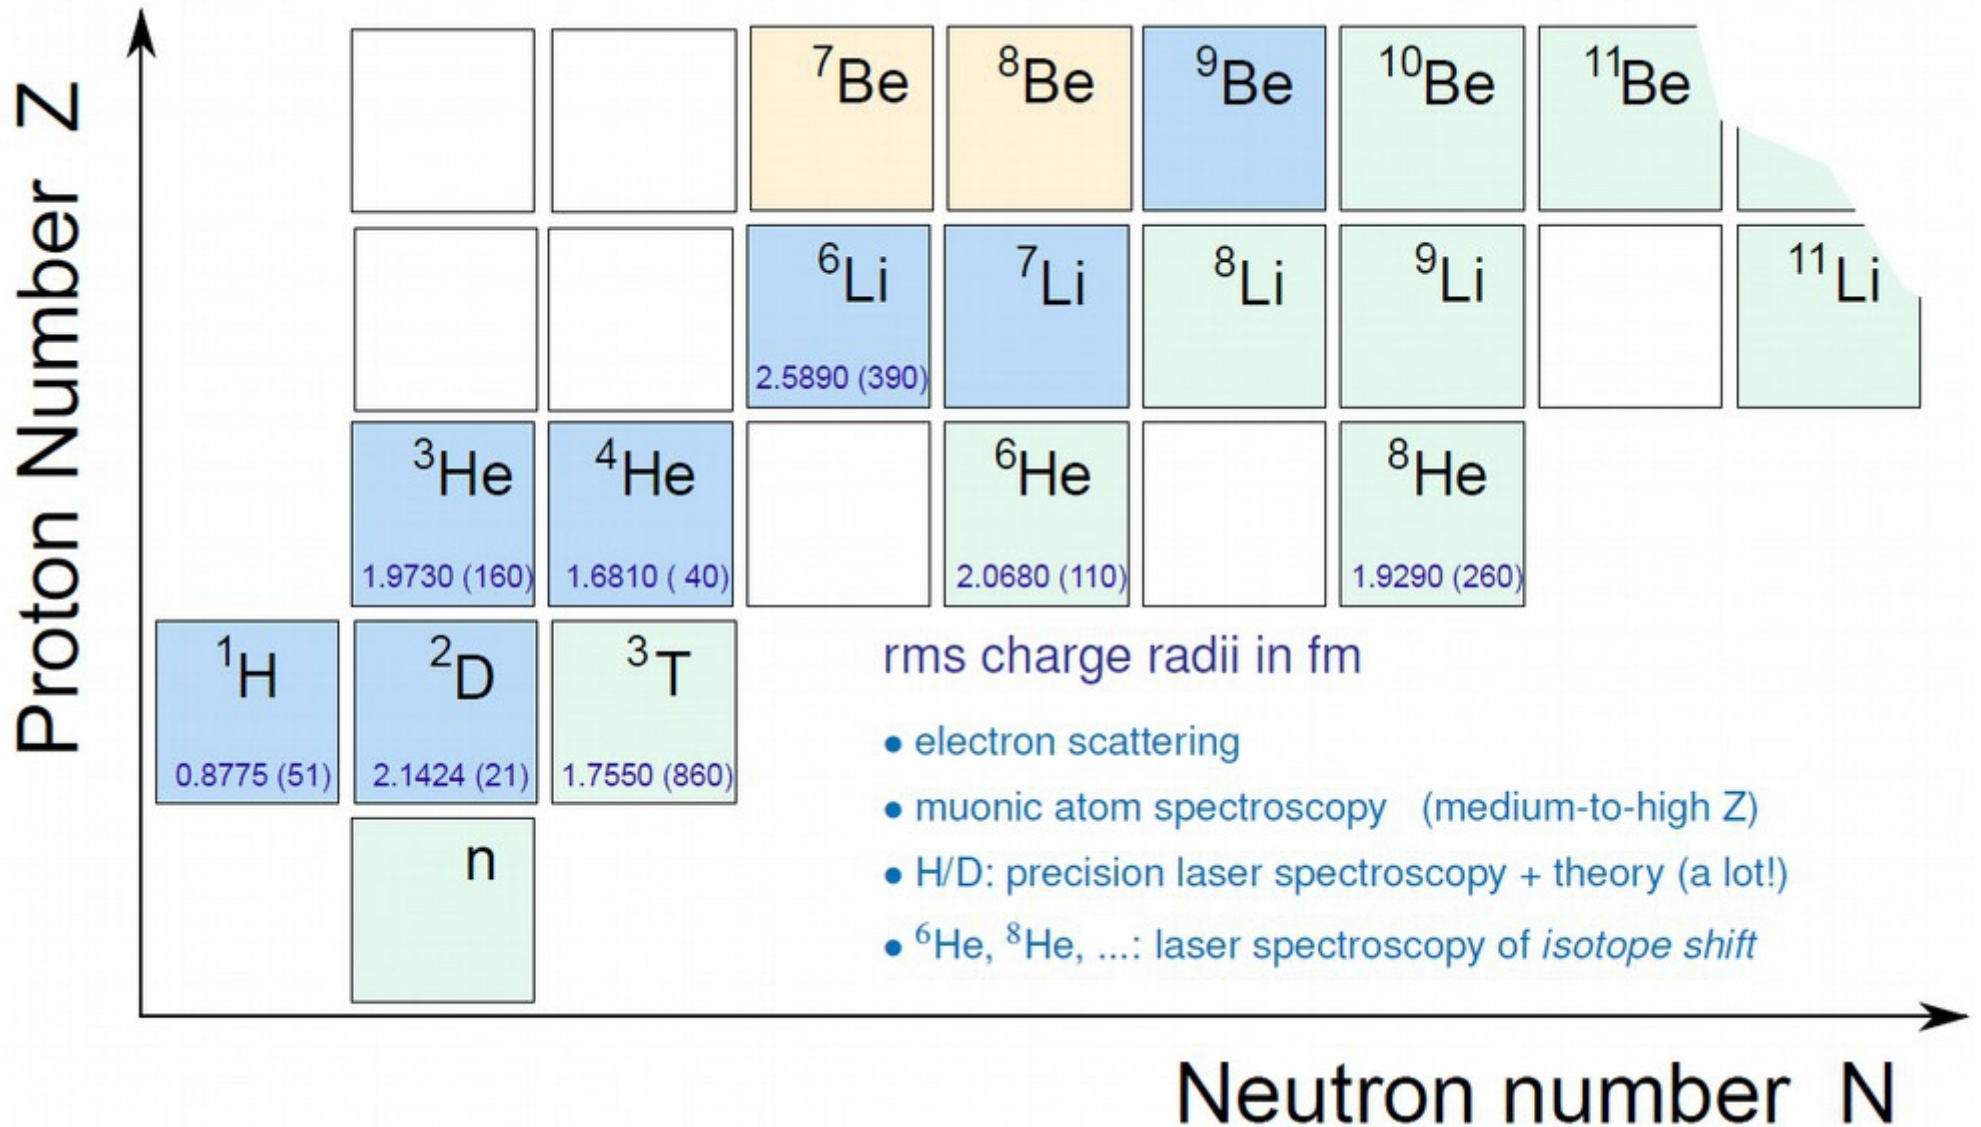 Proton Number Z
⁷Be ⁸Be ⁹Be ¹⁰Be ¹¹Be
⁶Li ⁷Li ⁸Li ⁹Li ¹¹Li
2.5890 (390)
³He ⁴He ⁶He ⁸He
1.9730 (160) 1.6810 ( 40) 2.0680 (110) 1.9290 (260)
¹H ²D ³T
0.8775 (51) 2.1424 (21) 1.7550 (860)
n
rms charge radii in fm
• electron scattering
• muonic atom spectroscopy (medium-to-high Z)
• H/D: precision laser spectroscopy + theory (a lot!)
• ⁶He, ⁸He, ...: laser spectroscopy of isotope shift
Neutron number N